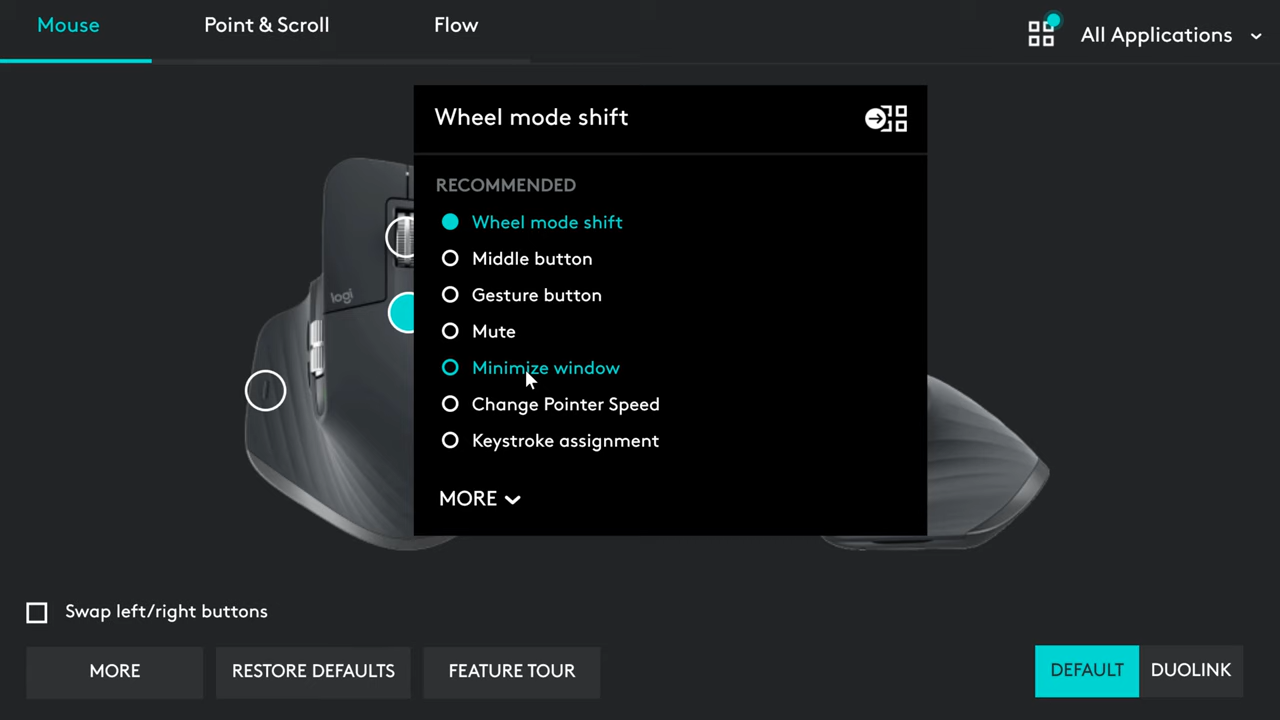 Mouse
Point & Scroll
Flow
All Applications
Wheel mode shift
RECOMMENDED
Wheel mode shift
Middle button
Gesture button
Mute
Minimize window
Change Pointer Speed
Keystroke assignment
MORE
logi
Swap left/right buttons
MORE
RESTORE DEFAULTS
FEATURE TOUR
DEFAULT
DUOLINK